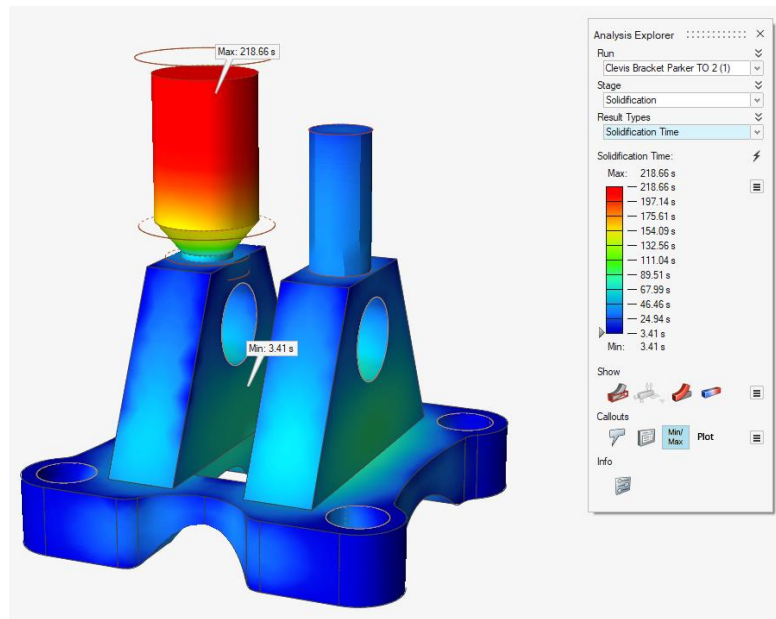 Max: 218.66 s
Min: 3.41 s
Analysis Explorer
Run
Clevis Bracket Parker TO 2 (1)
Stage
Solidification
Result Types
Solidification Time
Solidification Time:
Max: 218.66 s
218.66 s
197.14 s
175.61 s
154.09 s
132.56 s
111.04 s
89.51 s
67.99 s
46.46 s
24.94 s
3.41 s
Min: 3.41 s
Show
Callouts
Min/
Max
Plot
Info